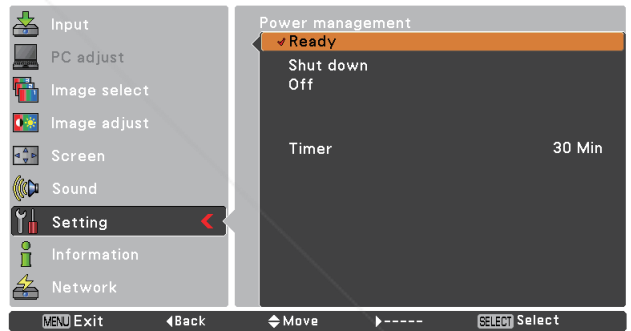 Input
PC adjust
Image select
Image adjust
Screen
Sound
Setting
Information
Network
Power management
Ready
Shut down
Off
Timer 30 Min
MENU Exit Back Move ----- SELECT Select